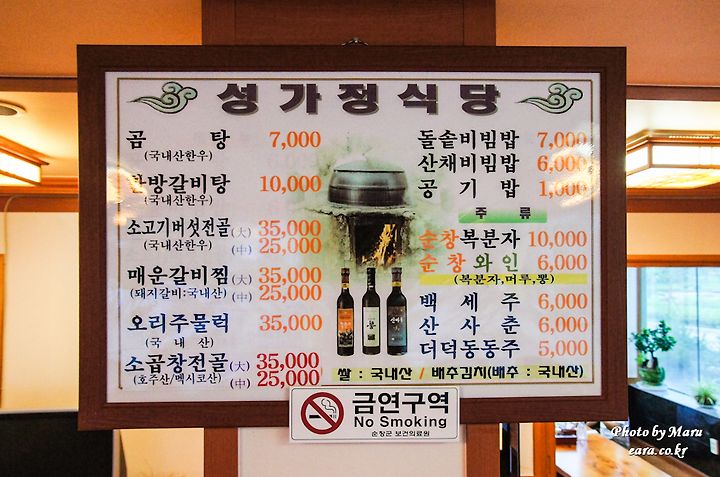 성가정식당
곰 탕 7,000
(국내산한우)
한방갈비탕 10,000
(국내산한우)
소고기버섯전골 (大) 35,000
(中) 25,000
매운갈비찜 (大) 35,000
(돼지갈비:국내산) (中) 25,000
오리주물럭 35,000
(국 내 산)
소곱창전골 (大) 35,000
(호주산/멕시코산) (中) 25,000
돌솥비빔밥 7,000
산채비빔밥 6,000
공 기 밥 1,000
주 류
순창복분자 10,000
순 창 와 인 6,000
(복분자,머루,뽕)
백 세 주 6,000
산 사 춘 6,000
더덕동동주 5,000
쌀 : 국내산 / 배추김치(배추 : 국내산)
금연구역
No Smoking
순창군 보건의료원
Photo by Maru
eara.co.kr